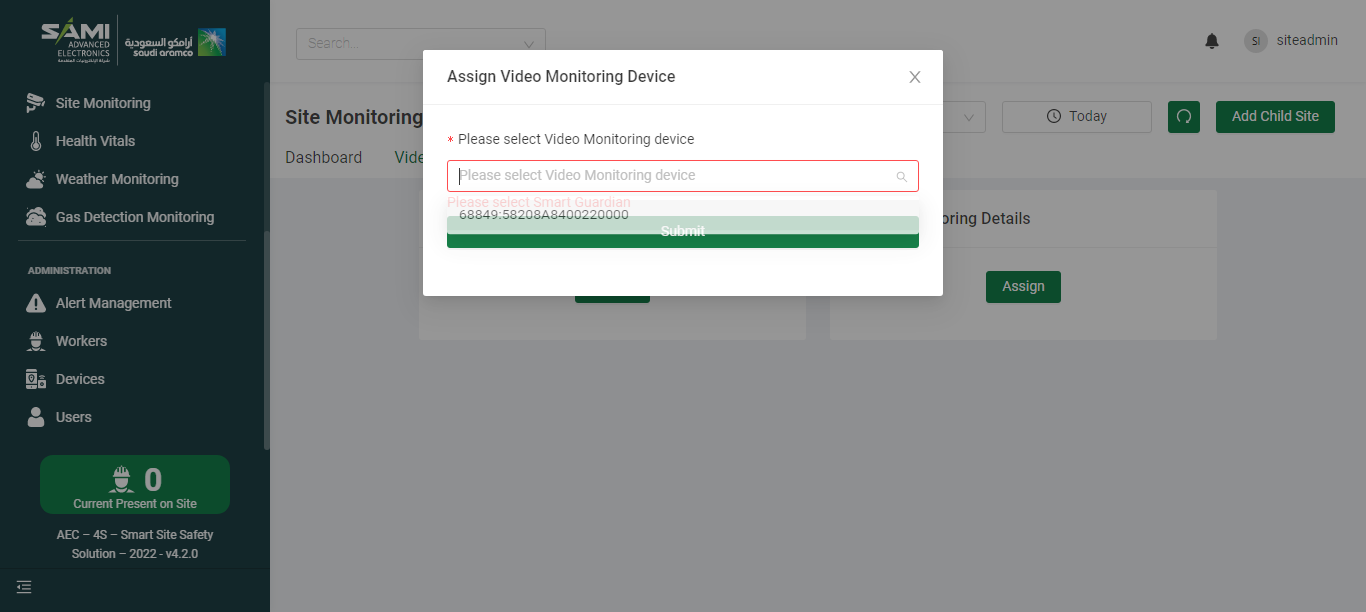 SAMI
ADVANCED
ELECTRONICS
أرامكو السعودية
saudi aramco
Search...
SI
siteadmin
Site Monitoring
Health Vitals
Weather Monitoring
Gas Detection Monitoring
ADMINISTRATION
Alert Management
Workers
Devices
Users
0
Current Present on Site
AEC – 4S – Smart Site Safety
Solution – 2022 - v4.2.0
Site Monitoring
Today
Add Child Site
Dashboard
Vide
Assign Video Monitoring Device
* Please select Video Monitoring device
Please select Video Monitoring device
Please select Smart Guardian
68849:58208A8400220000
Submit
oring Details
Assign